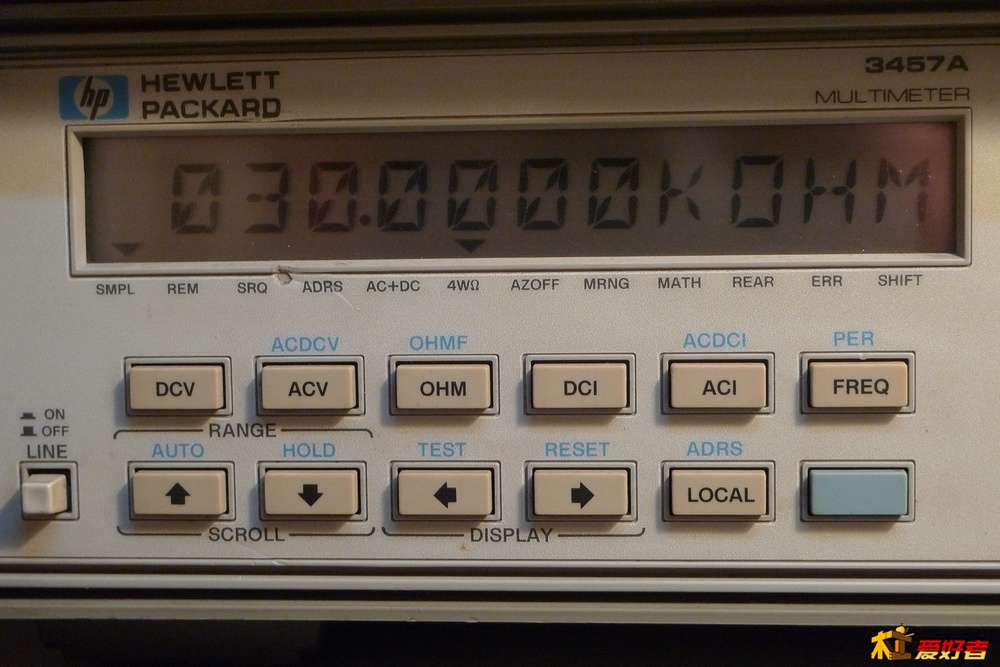 hp HEWLETT PACKARD
3457A
MULTIMETER
030.0000K OHM
SMPL REM SRQ ADRS AC+DC 4WΩ AZOFF MRNG MATH REAR ERR SHIFT
ACDCV OHMF ACDCI PER
DCV ACV OHM DCI ACI FREQ
ON
OFF
RANGE
LINE AUTO HOLD TEST RESET ADRS
LOCAL
SCROLL DISPLAY
爱好者